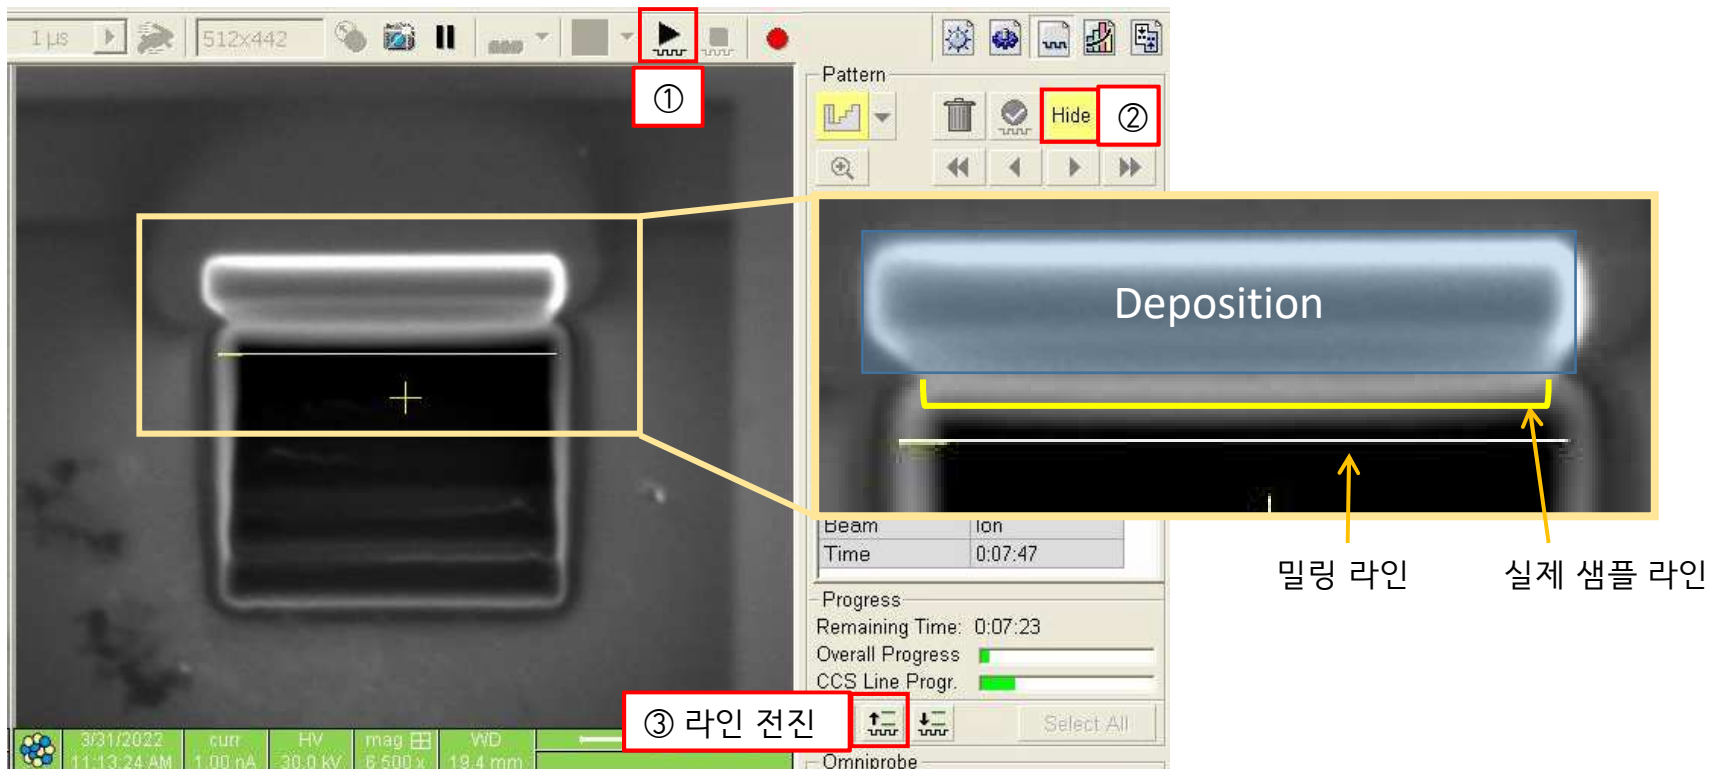 1 µs
512x442
①
Pattern
Hide
②
Deposition
밀링 라인
실제 샘플 라인
Beam Ion
Time 0:07:47
Progress
Remaining Time: 0:07:23
Overall Progress
CCS Line Progr.
③ 라인 전진
Select All
3/31/2022 curr HV mag WD
11:13:24 AM 1.00 nA 30.0 kV 6 500 x 19.4 mm
Omniprobe